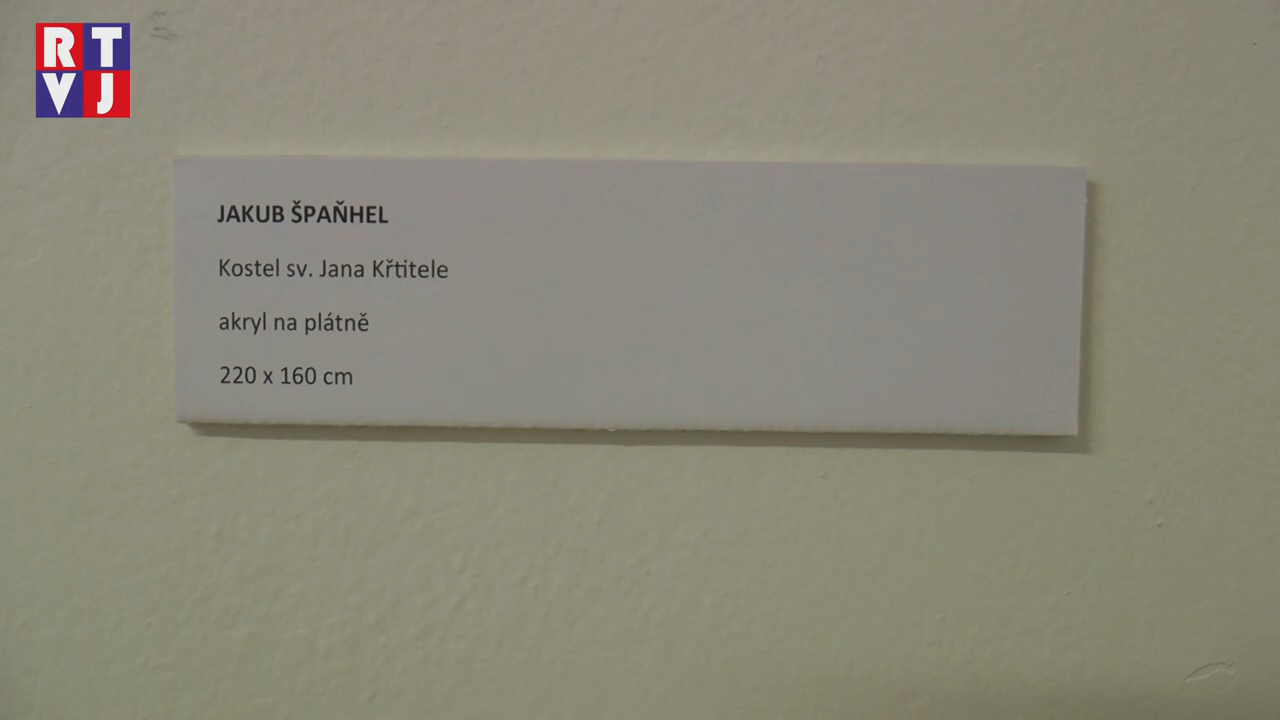 RT
VJ
JAKUB ŠPAŇHEL
Kostel sv. Jana Křtitele
akryl na plátně
220 x 160 cm